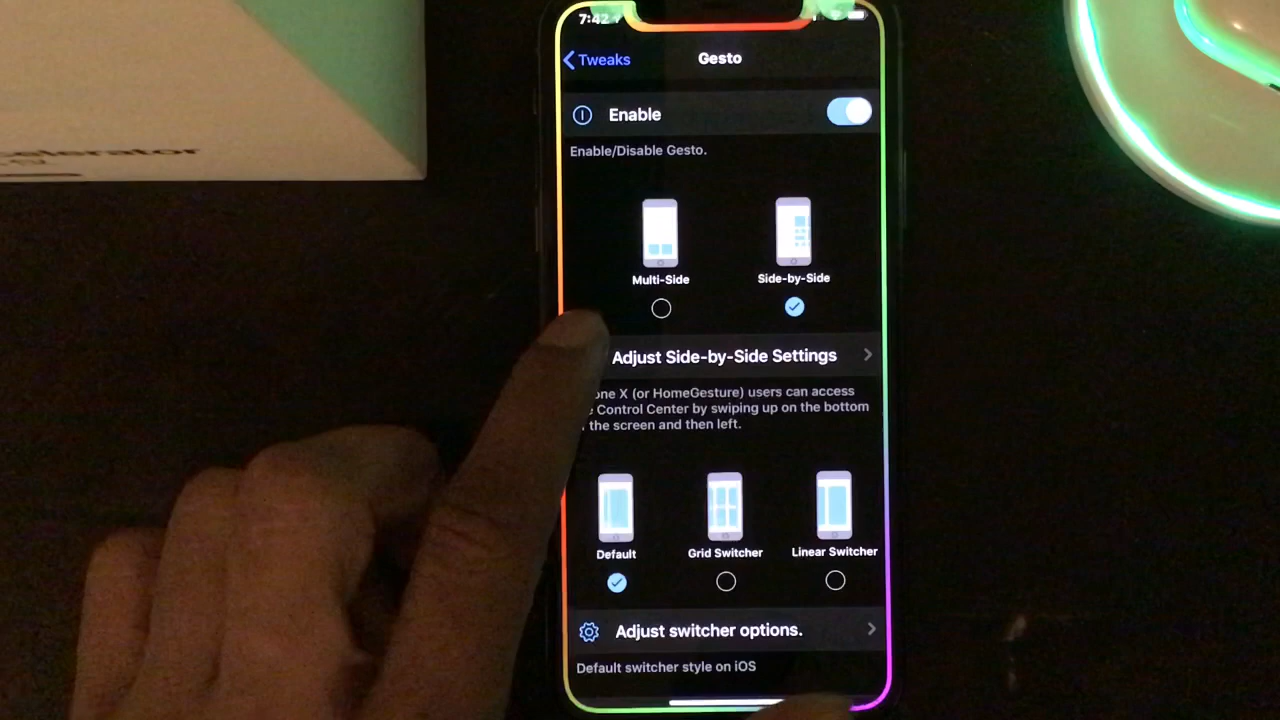 7:42
Tweaks
Gesto
Enable
Enable/Disable Gesto.
Multi-Side
Side-by-Side
Adjust Side-by-Side Settings
one X (or HomeGesture) users can access
Control Center by swiping up on the bottom
the screen and then left.
Default
Grid Switcher
Linear Switcher
Adjust switcher options.
Default switcher style on iOS
celerator